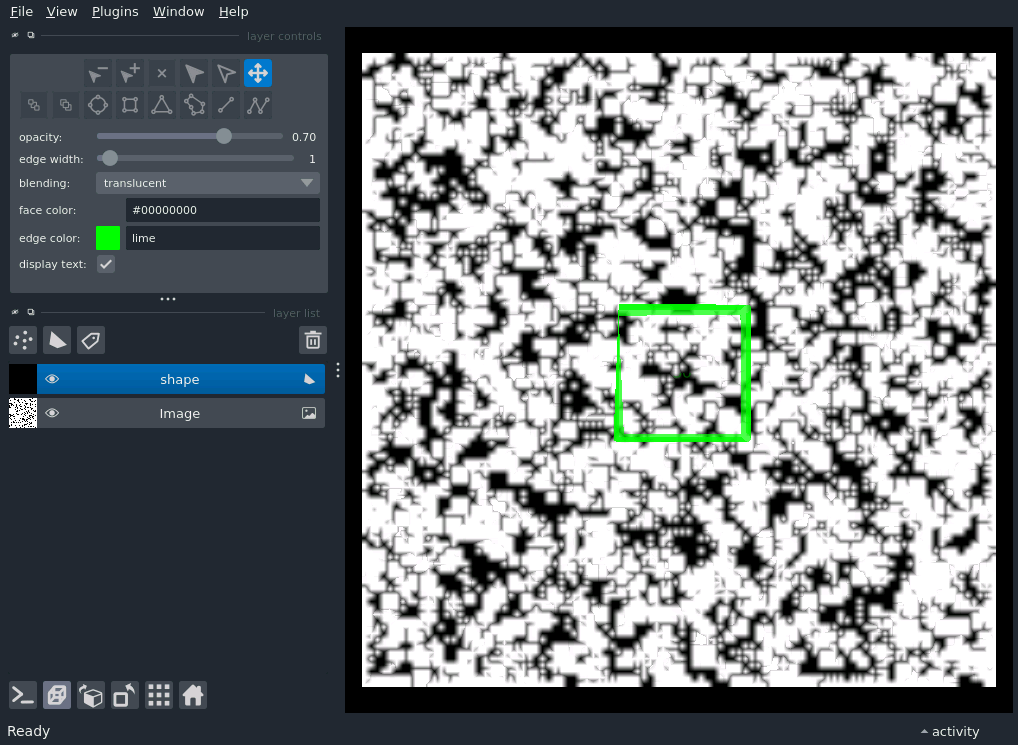 File View Plugins Window Help
layer controls
opacity: 0.70
edge width: 1
blending: translucent
face color: #00000000
edge color: lime
display text:
layer list
shape
Image
Ready activity